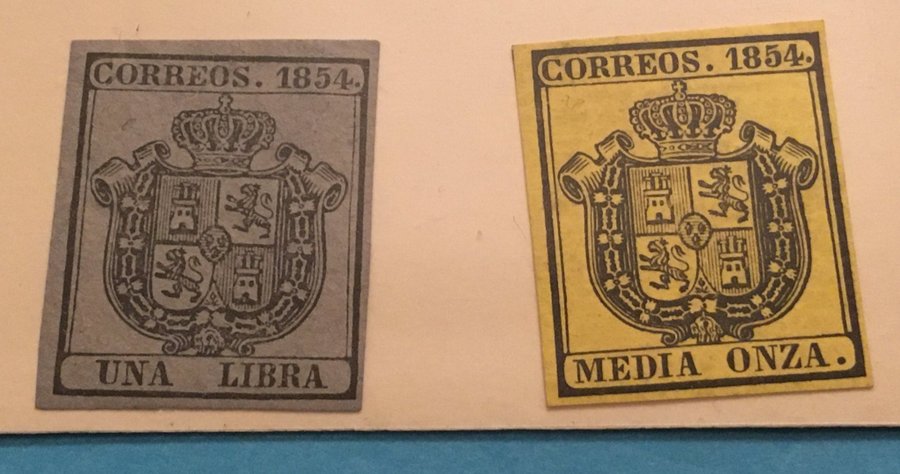 CORREOS. 1854.
UNA LIBRA
CORREOS. 1854.
MEDIA ONZA.